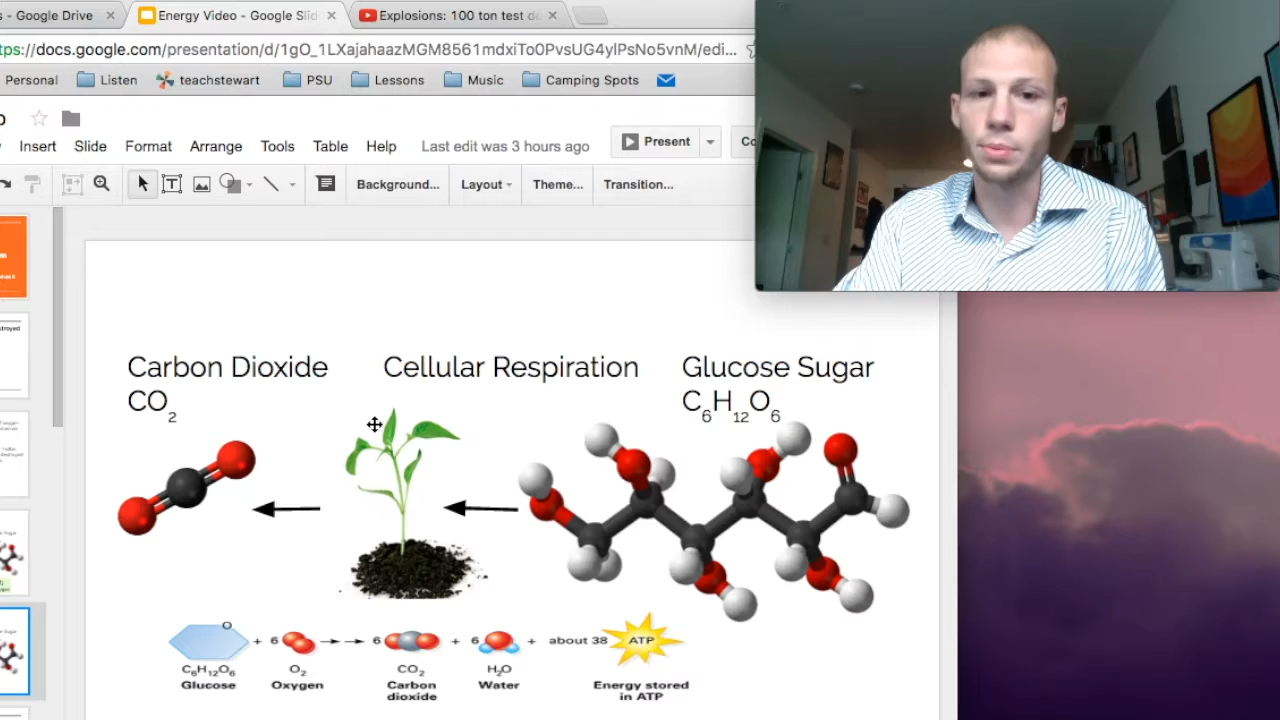 s - Google Drive
Energy Video - Google Slid
Explosions: 100 ton test de
tps://docs.google.com/presentation/d/1gO_1LXajahaazMGM8561mdxiTo0PvsUG4ylPsNo5vnM/edi...
Personal Listen teachstewart PSU Lessons Music Camping Spots
Insert Slide Format Arrange Tools Table Help Last edit was 3 hours ago
Present
Co
Background... Layout Theme... Transition...
Carbon Dioxide
CO2
Cellular Respiration
Glucose Sugar
C6H12O6
O
+ 6 6 + 6 + about 38 ATP
C6H12O6 O2 CO2 H2O
Glucose Oxygen Carbon dioxide Water Energy stored in ATP